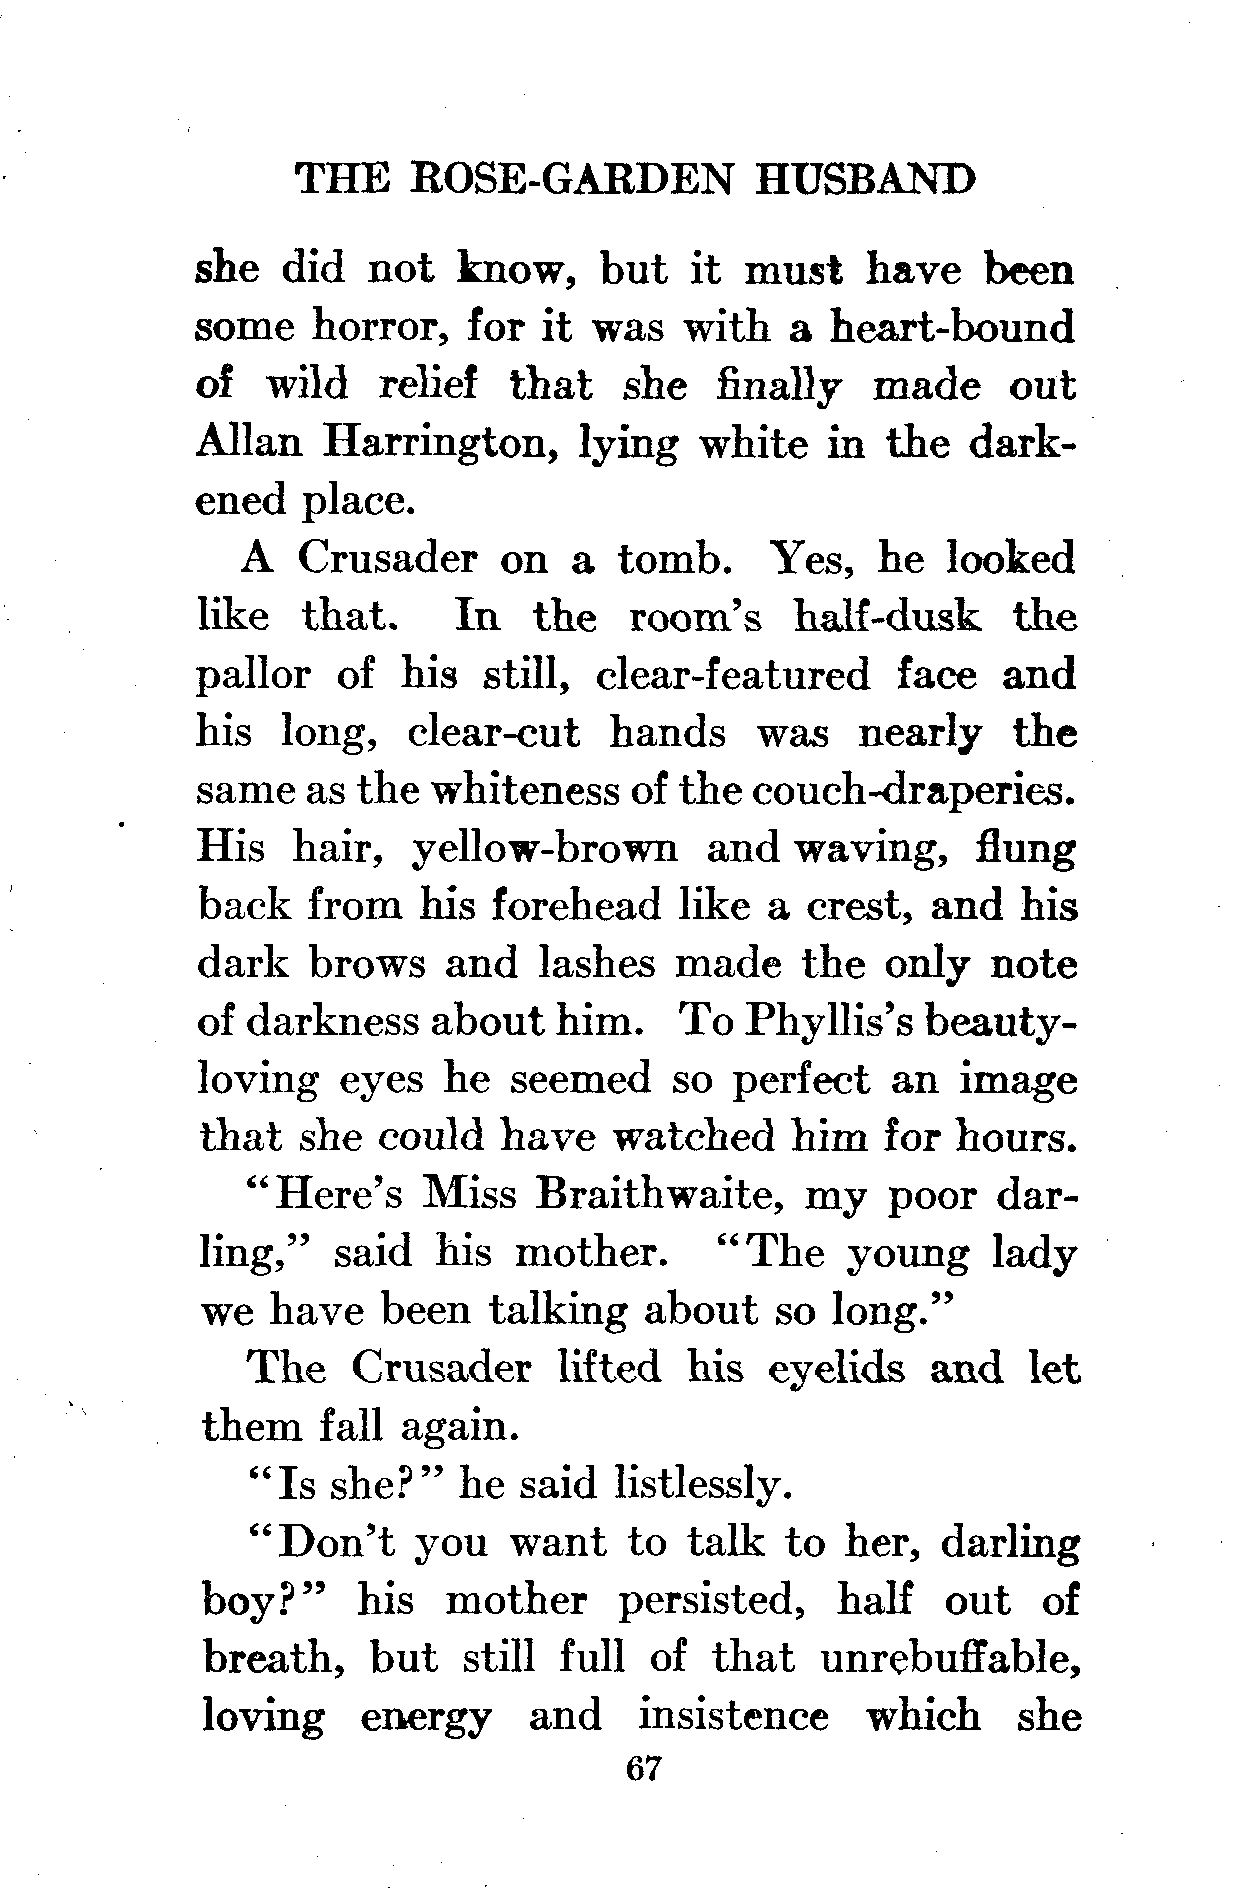 THE ROSE-GARDEN HUSBAND
she did not know, but it must have been
some horror, for it was with a heart-bound
of wild relief that she finally made out
Allan Harrington, lying white in the dark-
ened place.
A Crusader on a tomb. Yes, he looked
like that. In the room's half-dusk the
pallor of his still, clear-featured face and
his long, clear-cut hands was nearly the
same as the whiteness of the couch-draperies.
His hair, yellow-brown and waving, flung
back from his forehead like a crest, and his
dark brows and lashes made the only note
of darkness about him. To Phyllis's beauty-
loving eyes he seemed so perfect an image
that she could have watched him for hours.
"Here's Miss Braithwaite, my poor dar-
ling," said his mother. "The young lady
we have been talking about so long."
The Crusader lifted his eyelids and let
them fall again.
"Is she?" he said listlessly.
"Don't you want to talk to her, darling
boy?" his mother persisted, half out of
breath, but still full of that unrebuffable,
loving energy and insistence which she
67